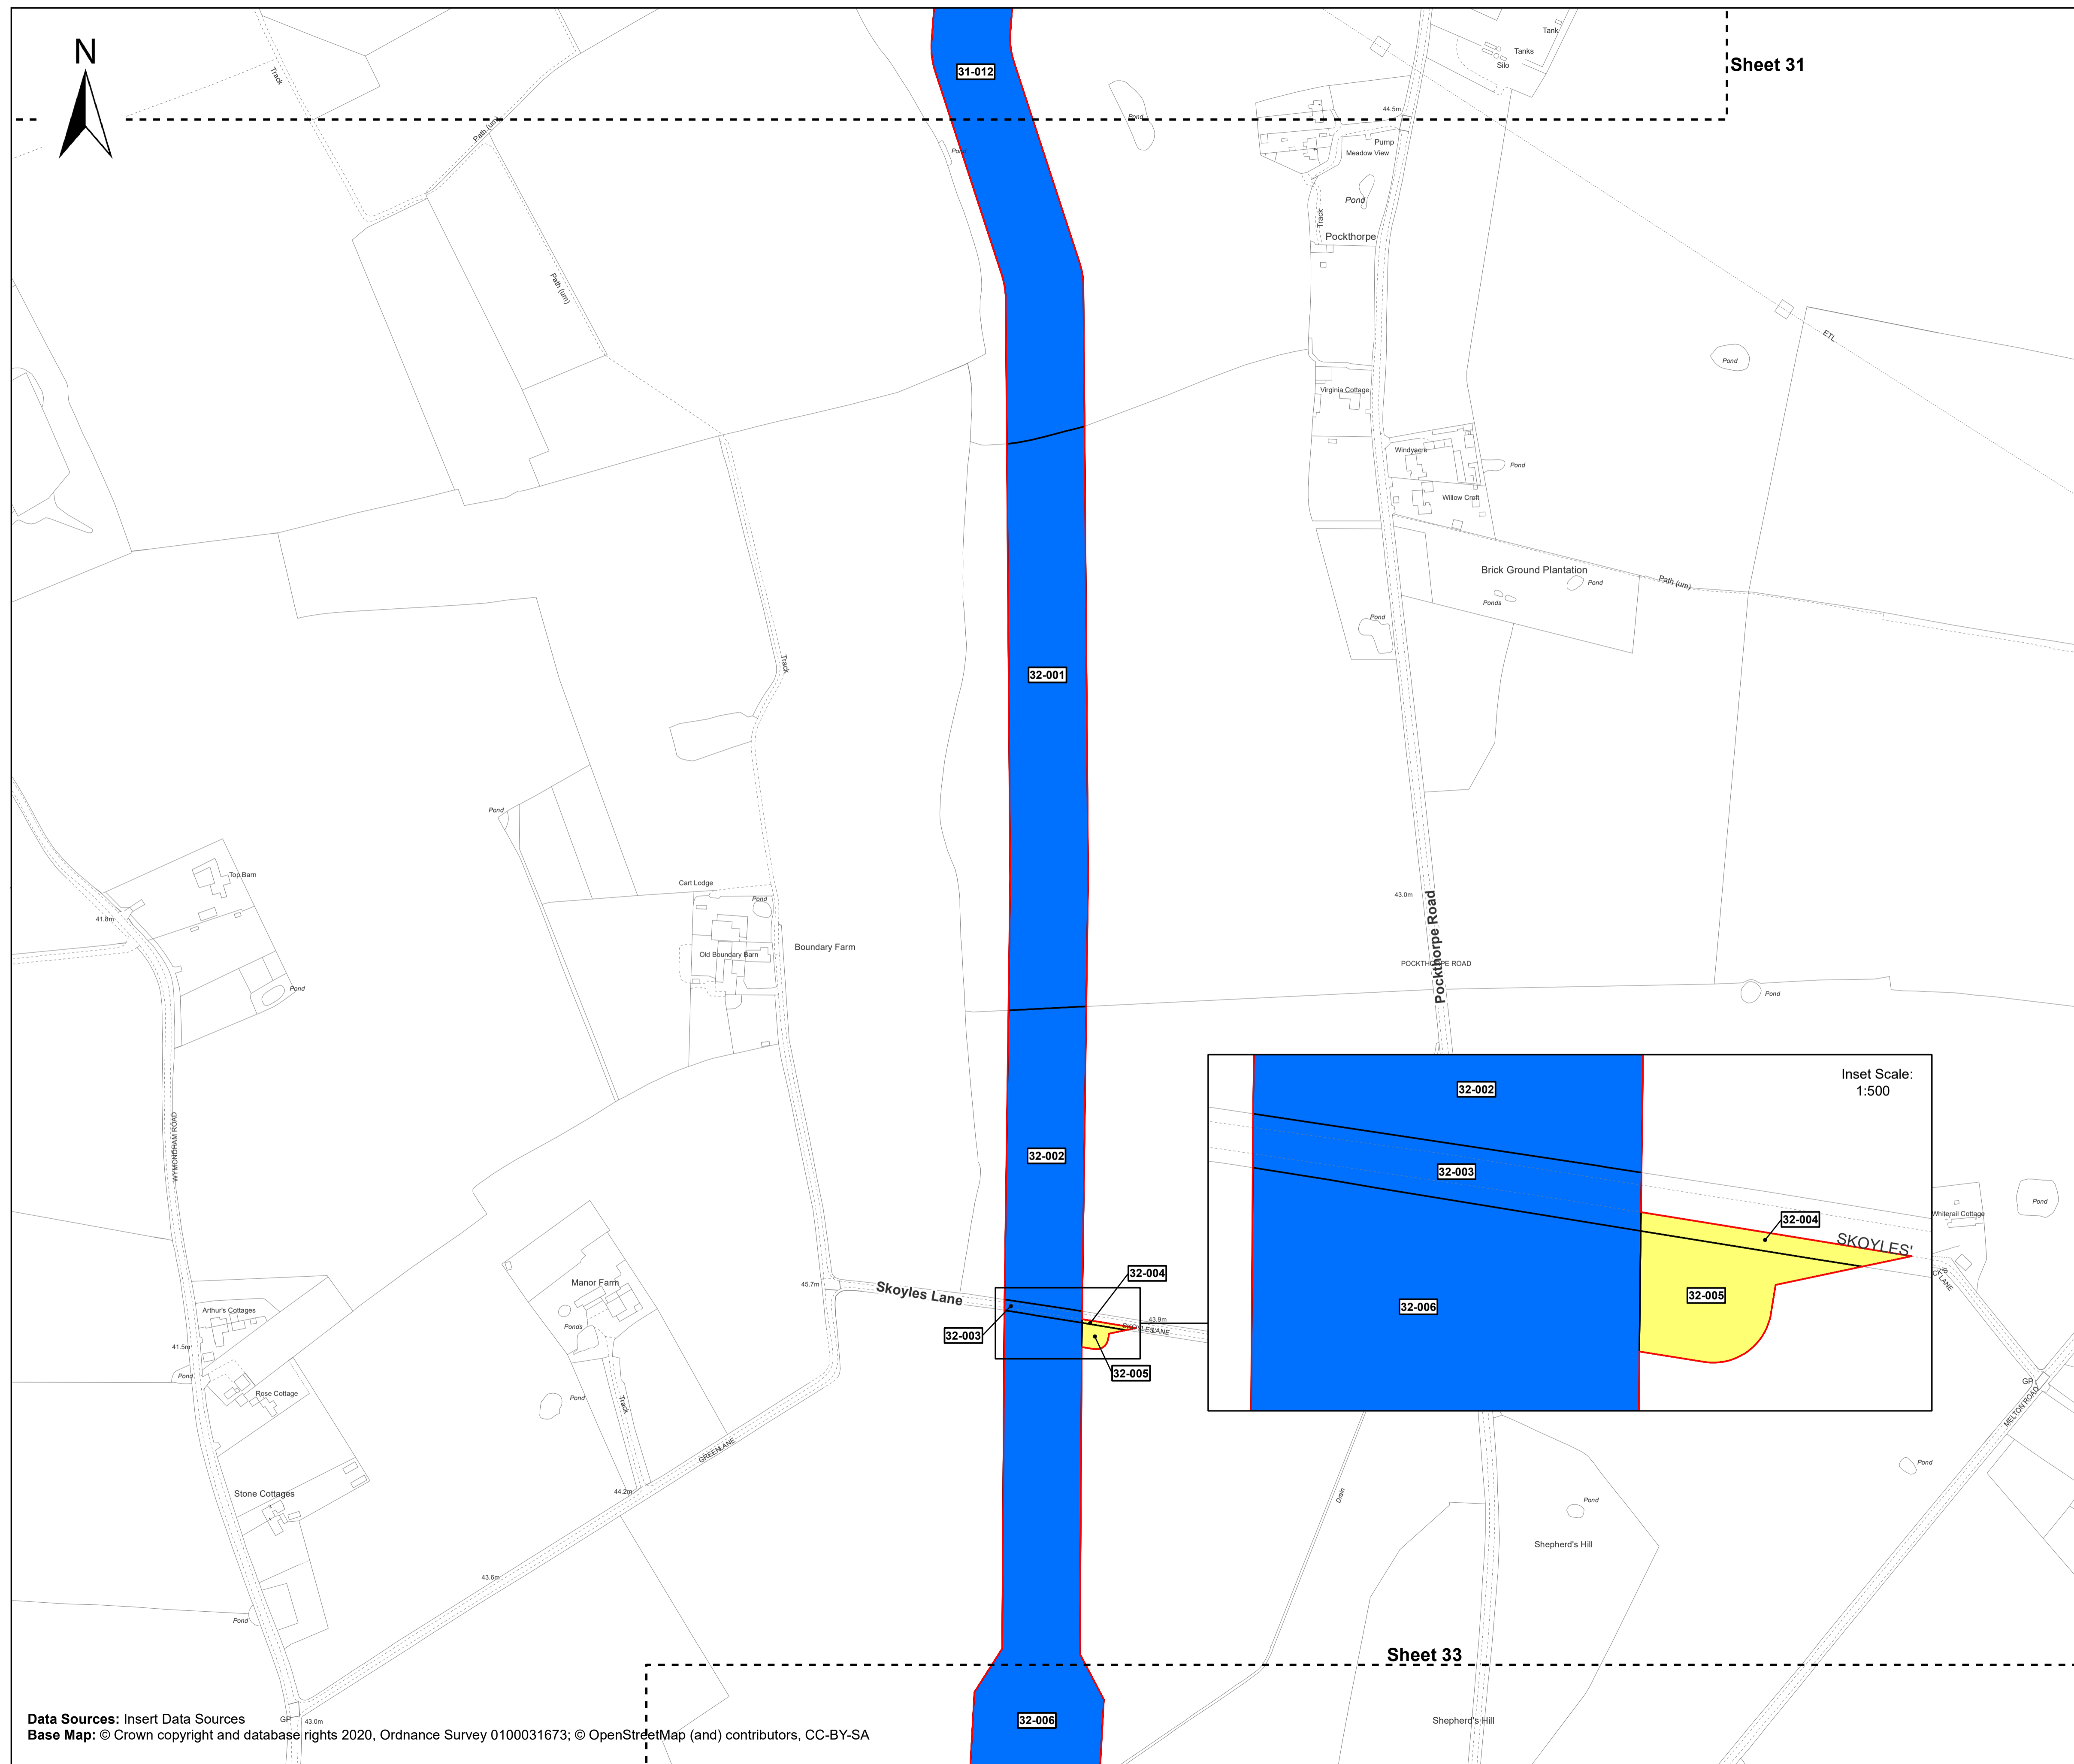 N
Track
31-012
Tank
Tanks
Silo
Sheet 31
44.5m
Path (um)
Pond
Pond
Pump
Meadow View
Pond
Track
Pockthorpe
Path (um)
ETL
Pond
Virginia Cottage
Windyacre
Pond
Willow Croft
Brick Ground Plantation
Pond
Path (um)
Ponds
Pond
Track
32-001
Pond
Top Barn
Cart Lodge
Pond
41.8m
43.0m
Pockthorpe Road
Boundary Farm
Old Boundary Barn
POCKTHORPE ROAD
Pond
Pond
WYMONDHAM ROAD
32-002
Inset Scale:
1:500
32-002
32-003
32-004
SKOYLES'
32-005
32-006
Whiterail Cottage
Pond
LANE
Manor Farm
45.7m
Skoyles Lane
32-004
43.9m
SKOYLES LANE
32-003
32-005
Arthur's Cottages
Ponds
41.5m
Pond
Rose Cottage
Pond
Track
GP
MELTON ROAD
GREEN LANE
Stone Cottages
44.2m
Drain
Pond
Pond
Shepherd's Hill
43.6m
Pond
Sheet 33
GP
43.0m
32-006
Shepherd's Hill
Data Sources: Insert Data Sources
Base Map: © Crown copyright and database rights 2020, Ordnance Survey 0100031673; © OpenStreetMap (and) contributors, CC-BY-SA